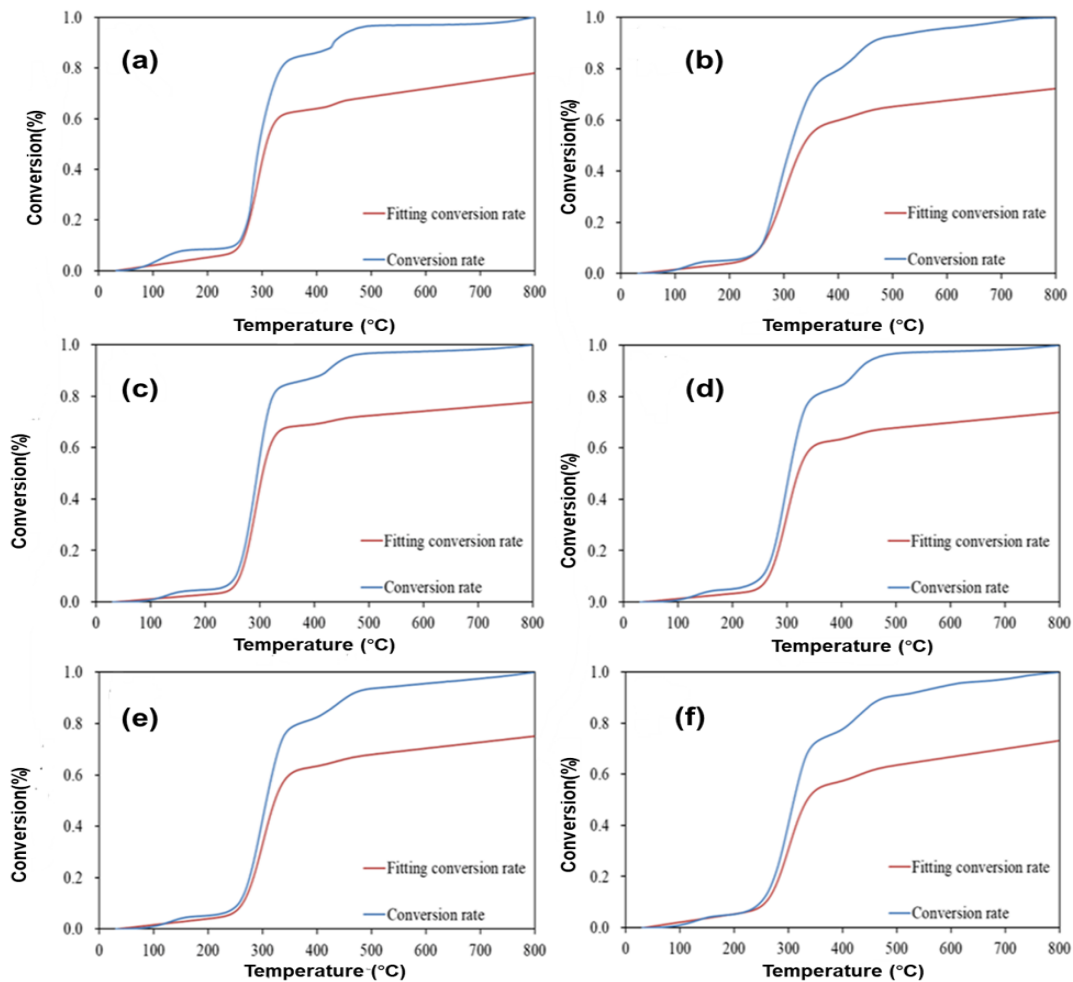 (a)
Conversion(%)
1.0
0.8
0.6
0.4
0.2
0.0
Fitting conversion rate
Conversion rate
0 100 200 300 400 500 600 700 800
Temperature (°C)
(b)
Conversion(%)
1.0
0.8
0.6
0.4
0.2
0.0
Fitting conversion rate
Conversion rate
0 100 200 300 400 500 600 700 800
Temperature (°C)
(c)
Conversion(%)
1.0
0.8
0.6
0.4
0.2
0.0
Fitting conversion rate
Conversion rate
0 100 200 300 400 500 600 700 800
Temperature (°C)
(d)
Conversion(%)
1.0
0.8
0.6
0.4
0.2
0.0
Fitting conversion rate
Conversion rate
0 100 200 300 400 500 600 700 800
Temperature (°C)
(e)
Conversion(%)
1.0
0.8
0.6
0.4
0.2
0.0
Fitting conversion rate
Conversion rate
0 100 200 300 400 500 600 700 800
Temperature (°C)
(f)
Conversion(%)
1.0
0.8
0.6
0.4
0.2
0.0
Fitting conversion rate
Conversion rate
0 100 200 300 400 500 600 700 800
Temperature (°C)